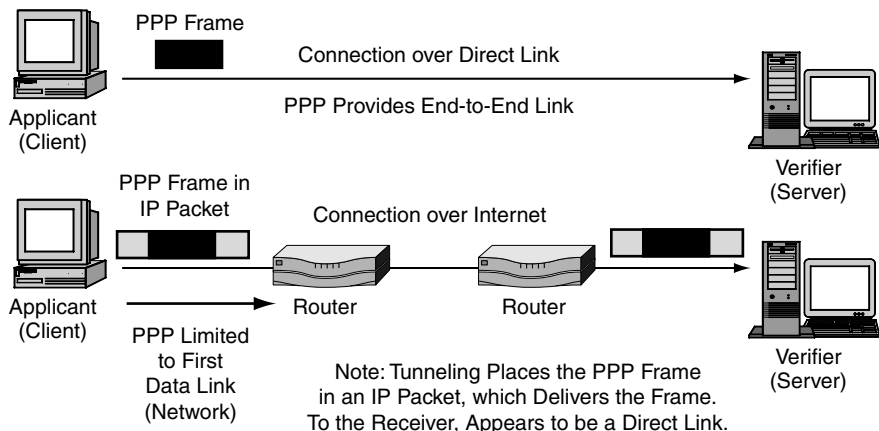 PPP Frame
Connection over Direct Link
PPP Provides End-to-End Link
Applicant
(Client)
Verifier
(Server)
PPP Frame in
IP Packet
Connection over Internet
Applicant
(Client)
Router
Router
Verifier
(Server)
PPP Limited
to First
Data Link
(Network)
Note: Tunneling Places the PPP Frame
in an IP Packet, which Delivers the Frame.
To the Receiver, Appears to be a Direct Link.